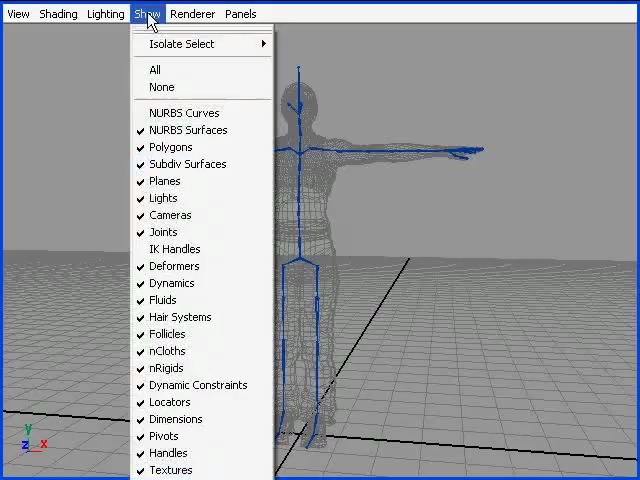 View Shading Lighting Show Renderer Panels
Isolate Select
All
None
NURBS Curves
NURBS Surfaces
Polygons
Subdiv Surfaces
Planes
Lights
Cameras
Joints
IK Handles
Deformers
Dynamics
Fluids
Hair Systems
Follicles
nCloths
nRigids
Dynamic Constraints
Locators
Dimensions
Pivots
Handles
Textures
y
z x